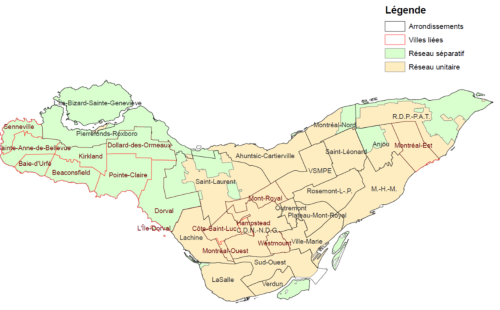 Légende
Arrondissements
Villes liées
Réseau séparatif
Réseau unitaire
Île-Bizard-Sainte-Geneviève
Senneville
Pierrefonds-Roxboro
Sainte-Anne-de-Bellevue
Dollard-des-Ormeaux
Kirkland
Baie-d'Urfé
Beaconsfield
Pointe-Claire
Dorval
L'Île-Dorval
R.D.P.-P.A.T.
Montréal-Nord
Anjou
Montréal-Est
Saint-Léonard
Ahuntsic-Cartierville
VSMPE
Saint-Laurent
Rosemont-L.-P.
M.-H.-M.
Mont-Royal
Outremont
Plateau-Mont-Royal
Hampstead
Côte-Saint-Luc
C.D.N.-N.D.G.
Lachine
Westmount
Ville-Marie
Montréal-Ouest
Sud-Ouest
LaSalle
Verdun